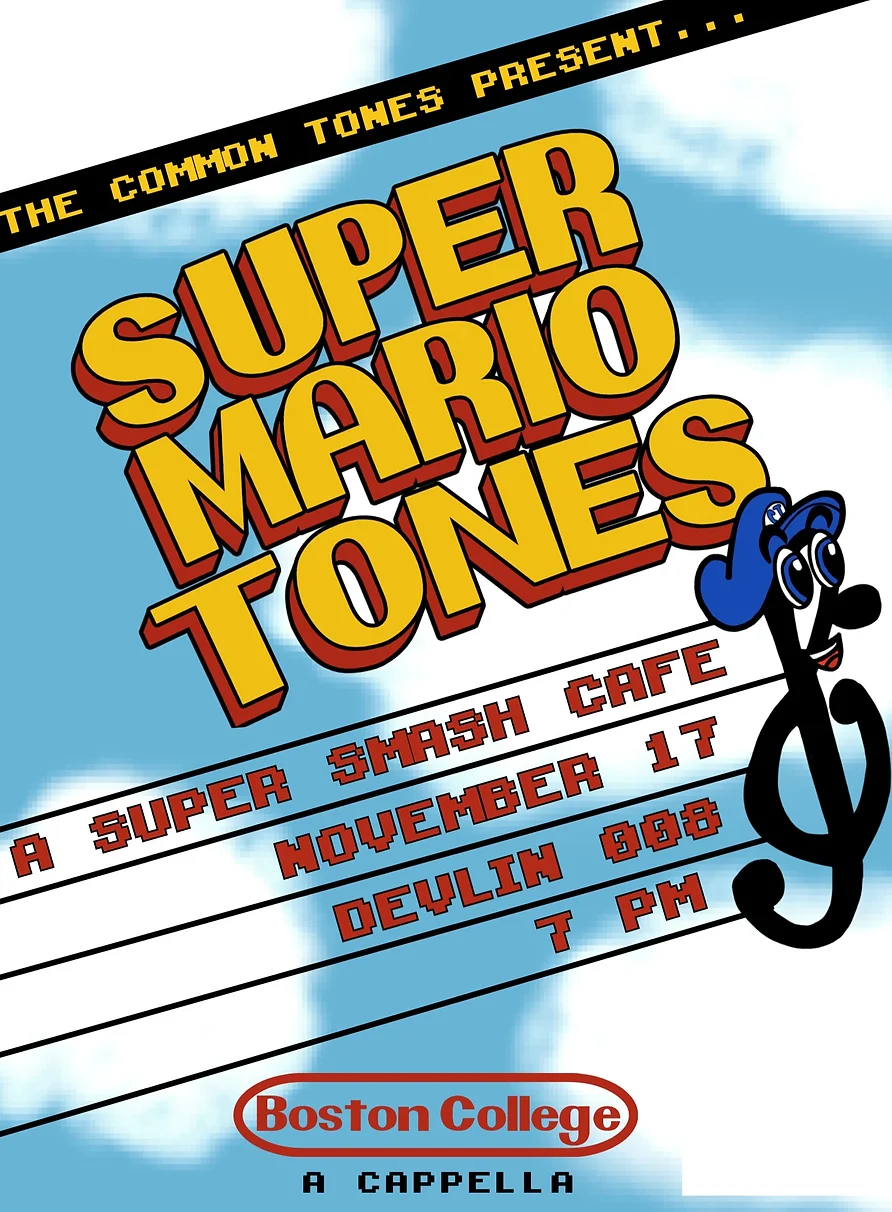 THE COMMON TONES PRESENT...
SUPER
MARIO
TONES
CT
A SUPER SMASH CAFE
NOVEMBER 17
DEVLIN 008
7 PM
Boston College
A CAPPELLA